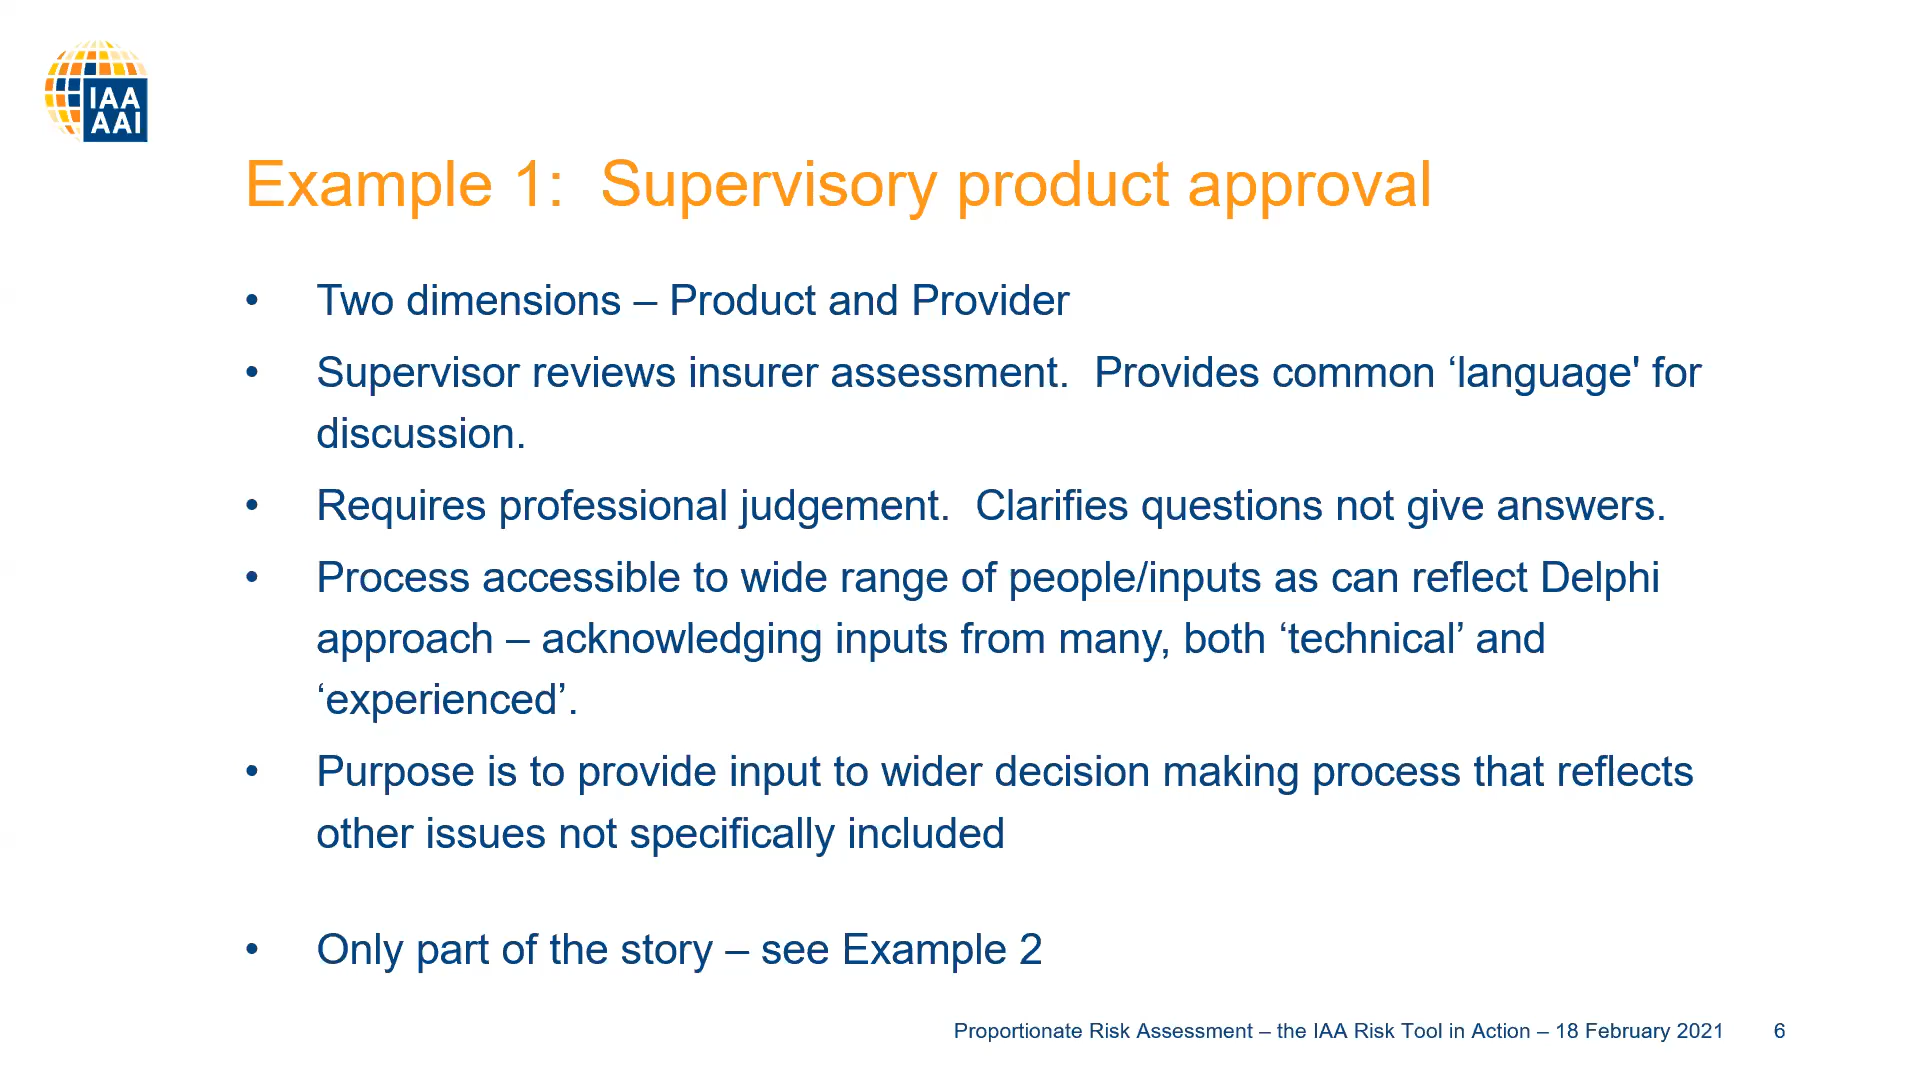 IAA
AAI
Example 1:  Supervisory product approval
• Two dimensions – Product and Provider
• Supervisor reviews insurer assessment.  Provides common ‘language' for
discussion.
• Requires professional judgement.  Clarifies questions not give answers.
• Process accessible to wide range of people/inputs as can reflect Delphi
approach – acknowledging inputs from many, both ‘technical’ and
‘experienced’.
• Purpose is to provide input to wider decision making process that reflects
other issues not specifically included
• Only part of the story – see Example 2
Proportionate Risk Assessment – the IAA Risk Tool in Action – 18 February 2021 6